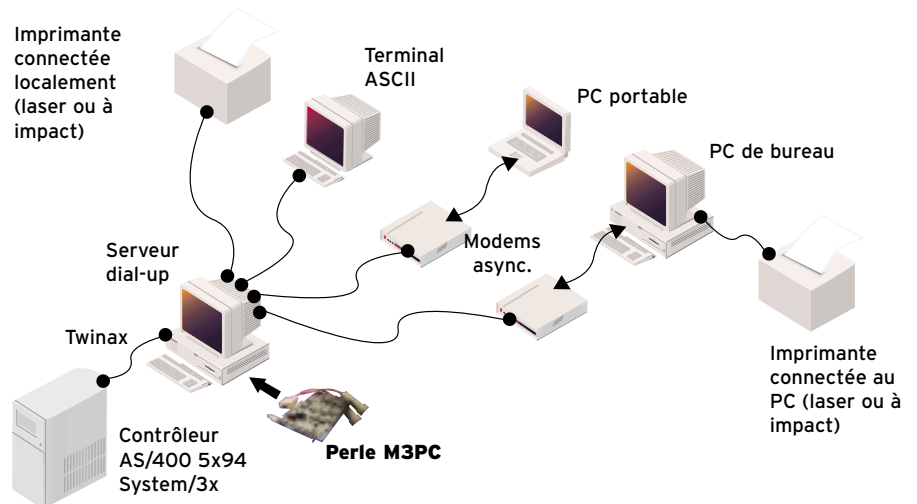 Imprimante
connectée
localement
(laser ou à
impact)
Terminal
ASCII
PC portable
PC de bureau
Serveur
dial-up
Modems
async.
Twinax
Imprimante
connectée au
PC (laser ou à
impact)
Contrôleur
AS/400 5x94
System/3x
Perle M3PC